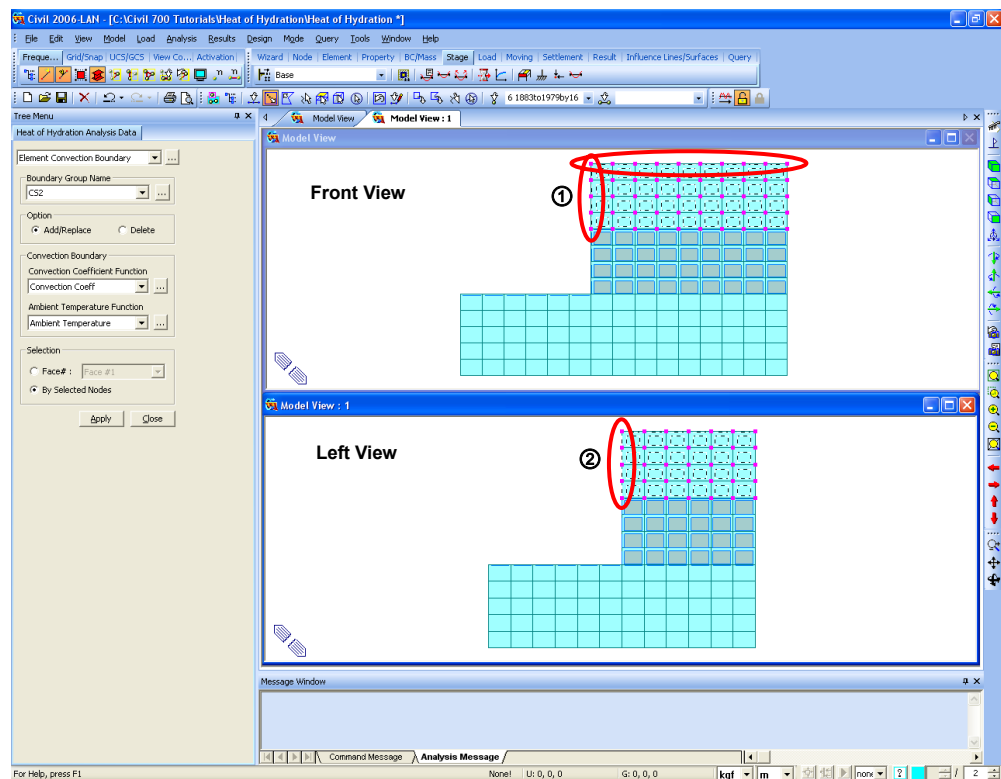 Civil 2006-LAN - [C:\Civil 700 Tutorials\Heat of Hydration\Heat of Hydration *]
File Edit View Model Load Analysis Results Design Mode Query Tools Window Help
Freque... Grid/Snap UCS/GCS View Co... Activation Wizard Node Element Property BC/Mass Stage Load Moving Settlement Result Influence Lines/Surfaces Query
Base
6 1883to1979by16
Tree Menu
Heat of Hydration Analysis Data
Element Convection Boundary
...
Boundary Group Name
CS2
...
Option
Add/Replace Delete
Convection Boundary
Convection Coefficient Function
Convection Coeff
...
Ambient Temperature Function
Ambient Temperature
...
Selection
Face# : Face #1
By Selected Nodes
Apply Close
Model View Model View : 1
Model View
Front View
①
Model View : 1
Left View
②
Message Window
Command Message Analysis Message
For Help, press F1
None! U: 0, 0, 0 G: 0, 0, 0 kgf m none ? / 2